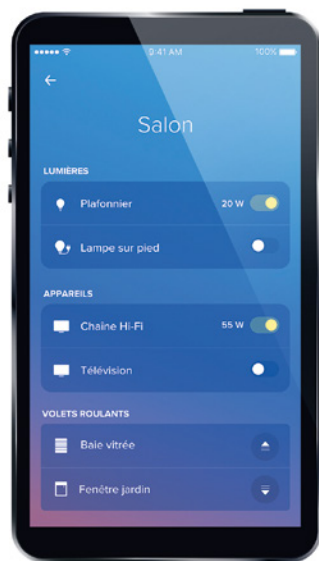 9:41 AM 100%
Salon
LUMIÈRES
Plafonnier 20 W
Lampe sur pied
APPAREILS
Chaîne Hi-Fi 55 W
Télévision
VOLETS ROULANTS
Baie vitrée
Fenêtre jardin